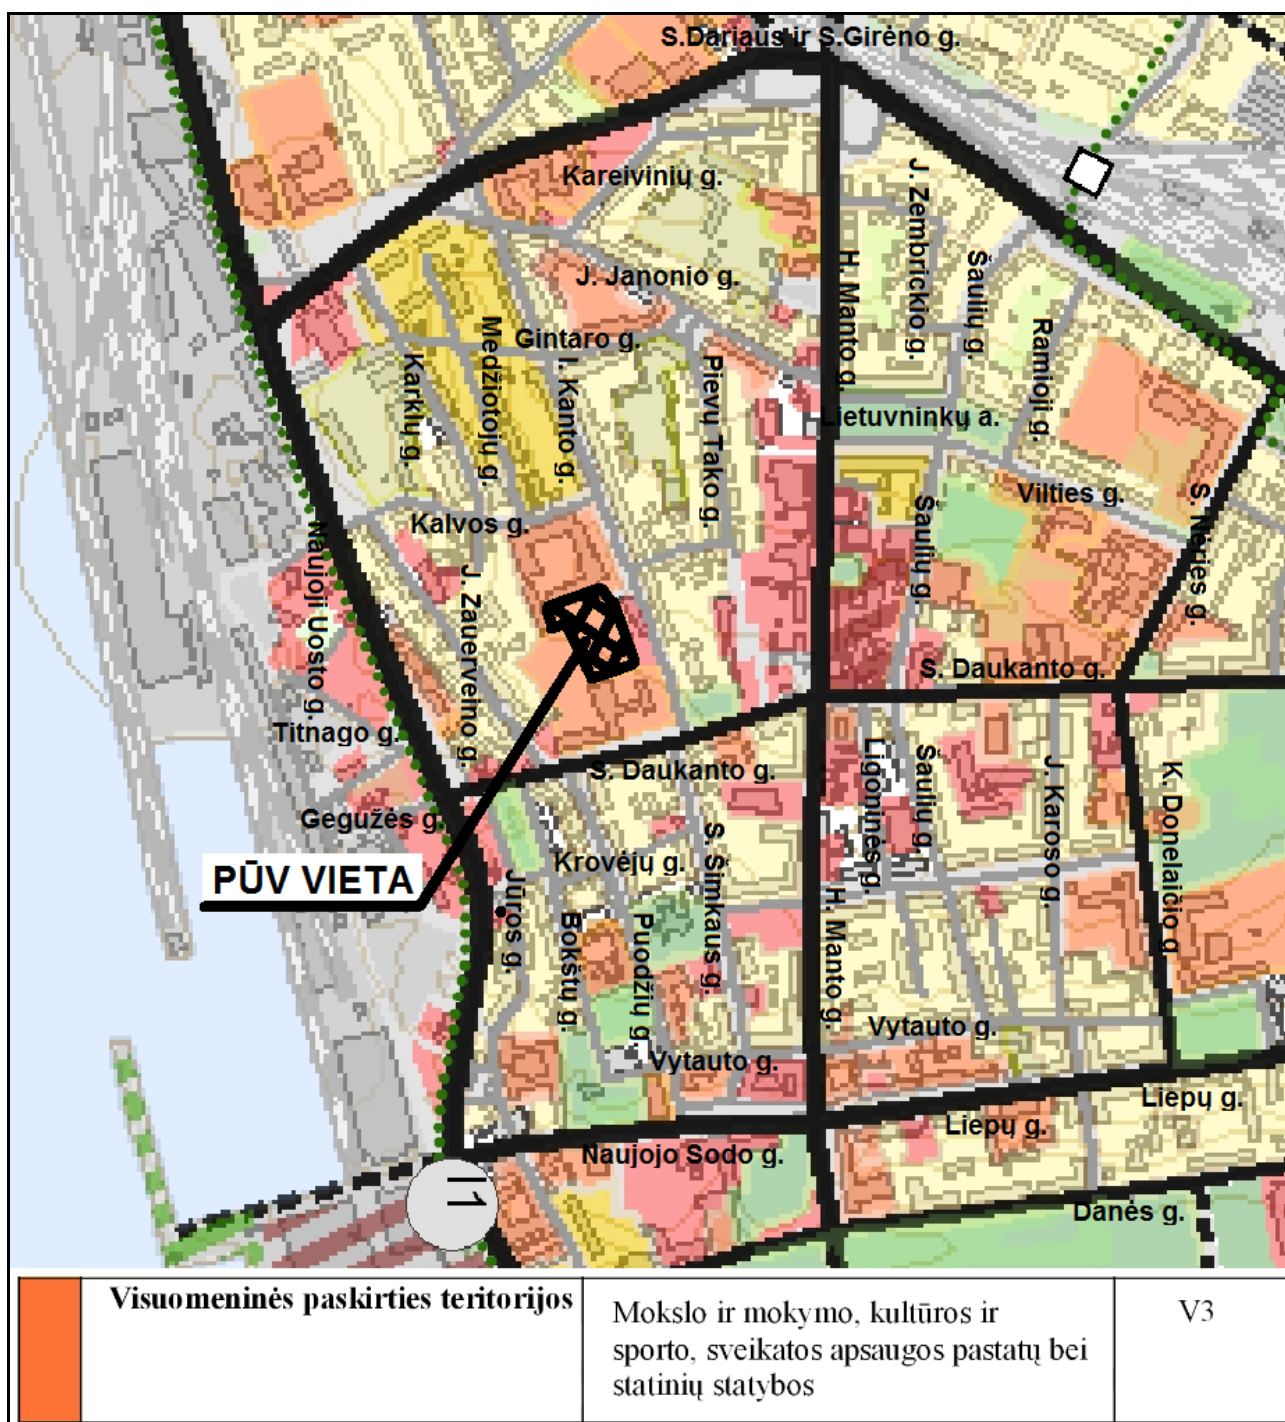 S.Dariaus ir S.Girėno g.
Kareivinių g.
J. Zembrickio g.
J. Janonio g.
H. Manto g.
Šaulių g.
Gintaro g.
Medžiotojų g.
Ramioji g.
Karklų g.
I. Kanto g.
Pievų Tako g.
Lietuvninkų a.
Vilties g.
S. Nėries g.
Kalvos g.
Šaulių g.
Naujoji Uosto g.
J. Zauerveino g.
S. Daukanto g.
Titnago g.
S. Daukanto g.
Ligoninės g.
Šaulių g.
J. Karoso g.
K. Donelaičio g.
Gegužės g.
S. Šimkaus g.
Krovėjų g.
PŪV VIETA
Jūros g.
Bokštų g.
Puodžių g.
H. Manto g.
Vytauto g.
Vytauto g.
Liepų g.
Liepų g.
Naujojo Sodo g.
I1
Danės g.
Visuomeninės paskirties teritorijos
Mokslo ir mokymo, kultūros ir
sporto, sveikatos apsaugos pastatų bei
statinių statybos
V3